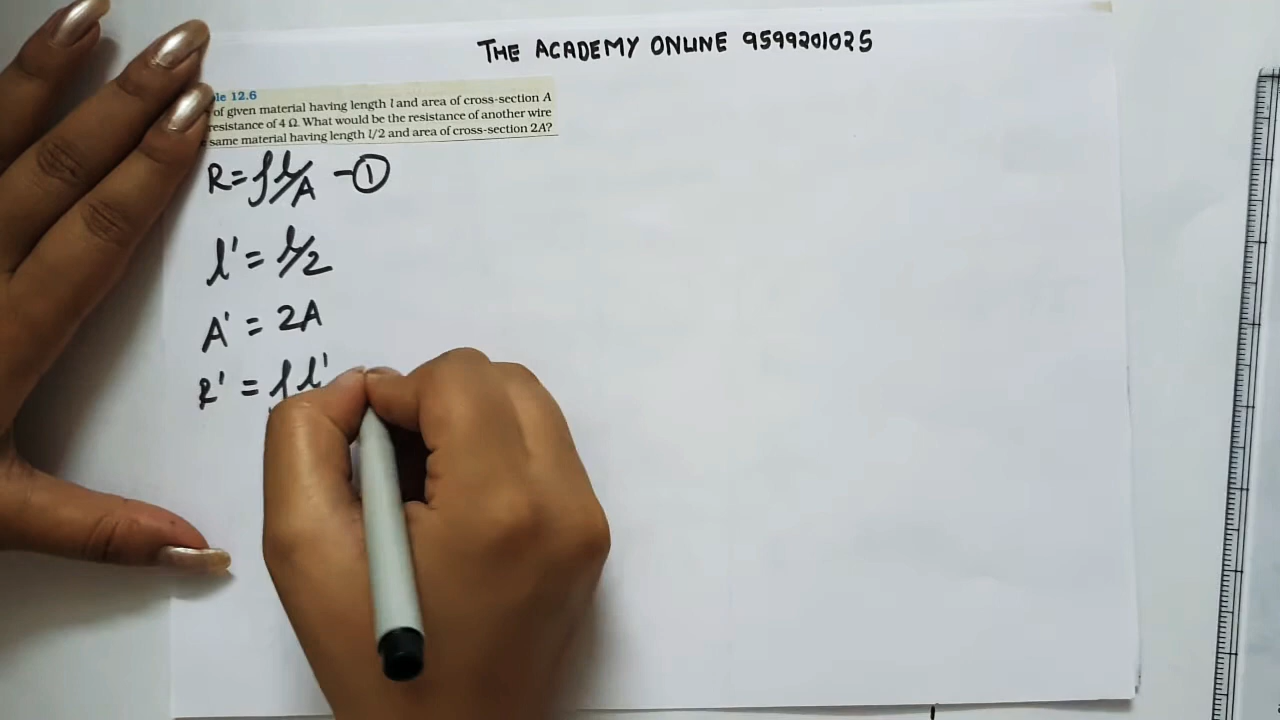 THE ACADEMY ONLINE 9599201025
le 12.6
of given material having length l and area of cross-section A
resistance of 4 Ω. What would be the resistance of another wire
same material having length l/2 and area of cross-section 2A?
R = ρ l/A - ①
l' = l/2
A' = 2A
R' = ρ l'